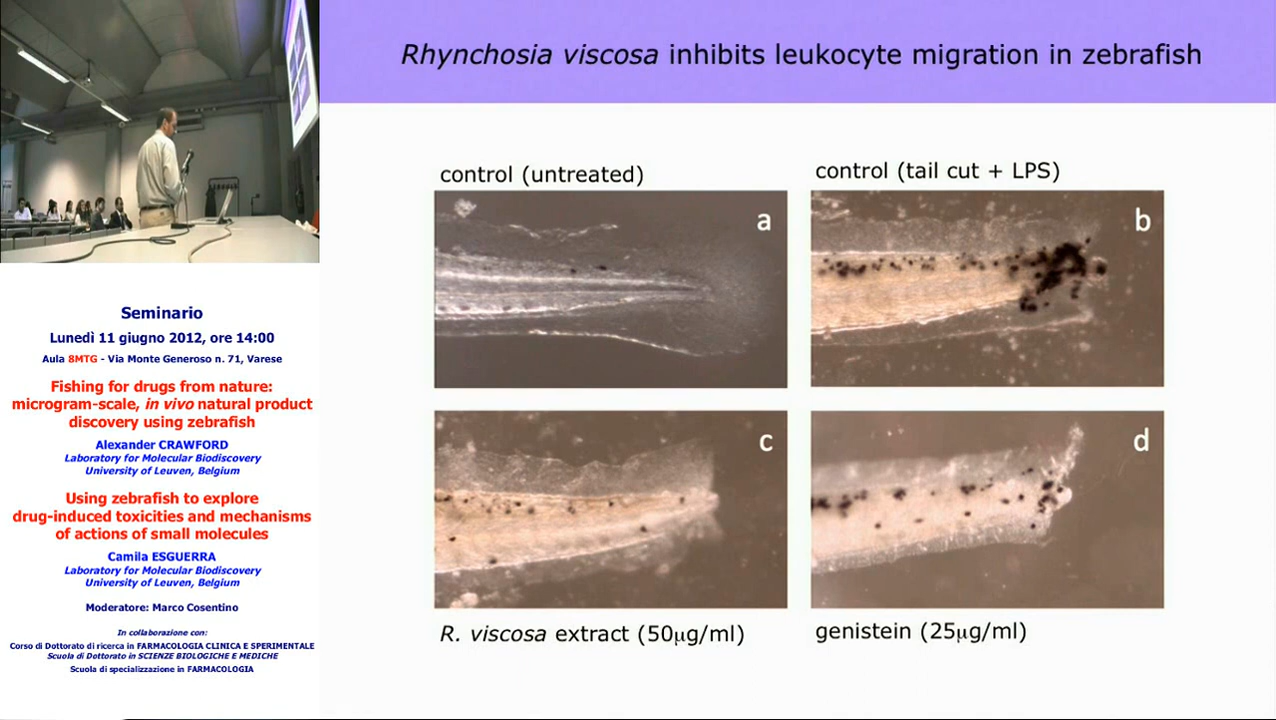 Rhynchosia viscosa inhibits leukocyte migration in zebrafish
control (untreated)
control (tail cut + LPS)
a
b
c
d
R. viscosa extract (50μg/ml)
genistein (25μg/ml)
Seminario
Lunedì 11 giugno 2012, ore 14:00
Aula 8MTG - Via Monte Generoso n. 71, Varese
Fishing for drugs from nature:
microgram-scale, in vivo natural product
discovery using zebrafish
Alexander CRAWFORD
Laboratory for Molecular Biodiscovery
University of Leuven, Belgium
Using zebrafish to explore
drug-induced toxicities and mechanisms
of actions of small molecules
Camila ESGUERRA
Laboratory for Molecular Biodiscovery
University of Leuven, Belgium
Moderatore: Marco Cosentino
In collaborazione con:
Corso di Dottorato di ricerca in FARMACOLOGIA CLINICA E SPERIMENTALE
Scuola di Dottorato in SCIENZE BIOLOGICHE E MEDICHE
Scuola di specializzazione in FARMACOLOGIA